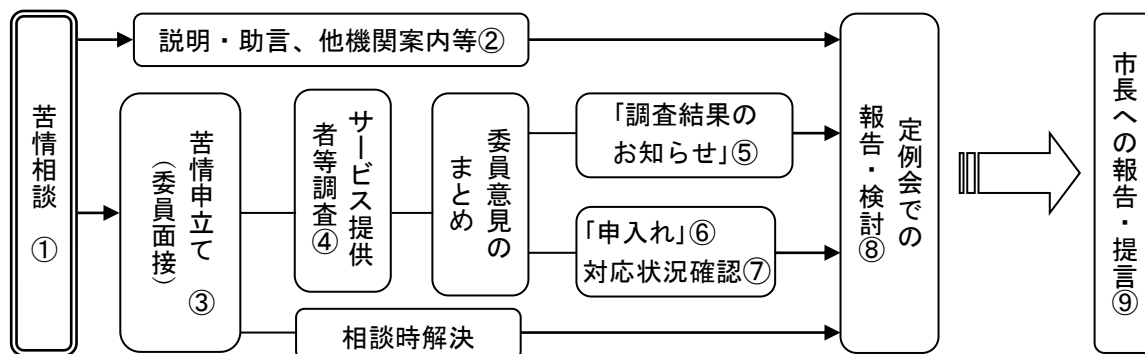 苦情相談　①
説明・助言、他機関案内等②
苦情申立て　③
（委員面接）
サービス提供
者等調査④
委員意見の
まとめ
「調査結果の
お知らせ」⑤
「申入れ」⑥
対応状況確認⑦
相談時解決
定例会での
報告・検討⑧
市長への報告・提言⑨